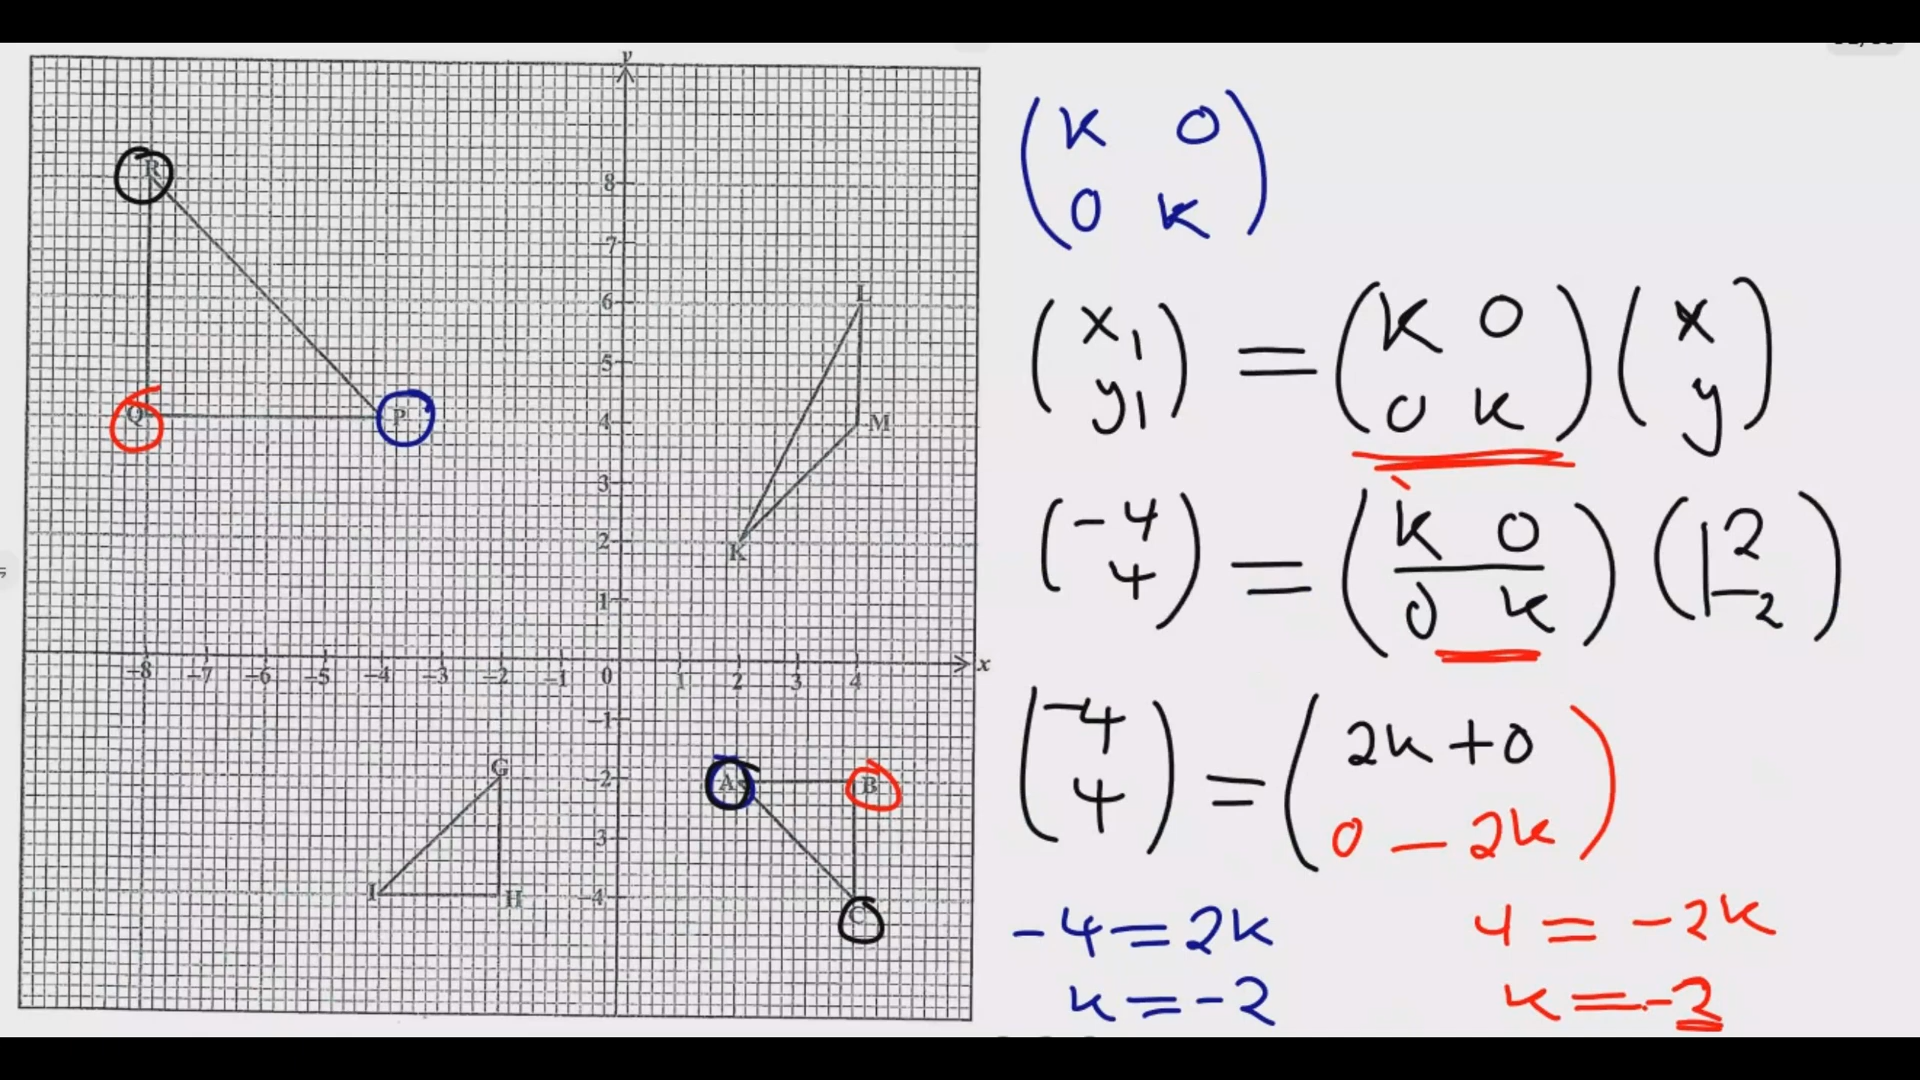 y
R
8
7
L
6
5
Q P
4 M
3
2
K
1
-8 -7 -6 -5 -4 -3 -2 -1 0 1 2 3 4 x
-1
G -2 A B
3
I H -4 C
(k 0
0 k)
(x1
y1) = (k 0
0 k) (x
y)
(-4
4) = (k 0
0 k) (2
-2)
(-4
4) = (2k+0
0 - 2k)
-4 = 2k 4 = -2k
k = -2 k = -2